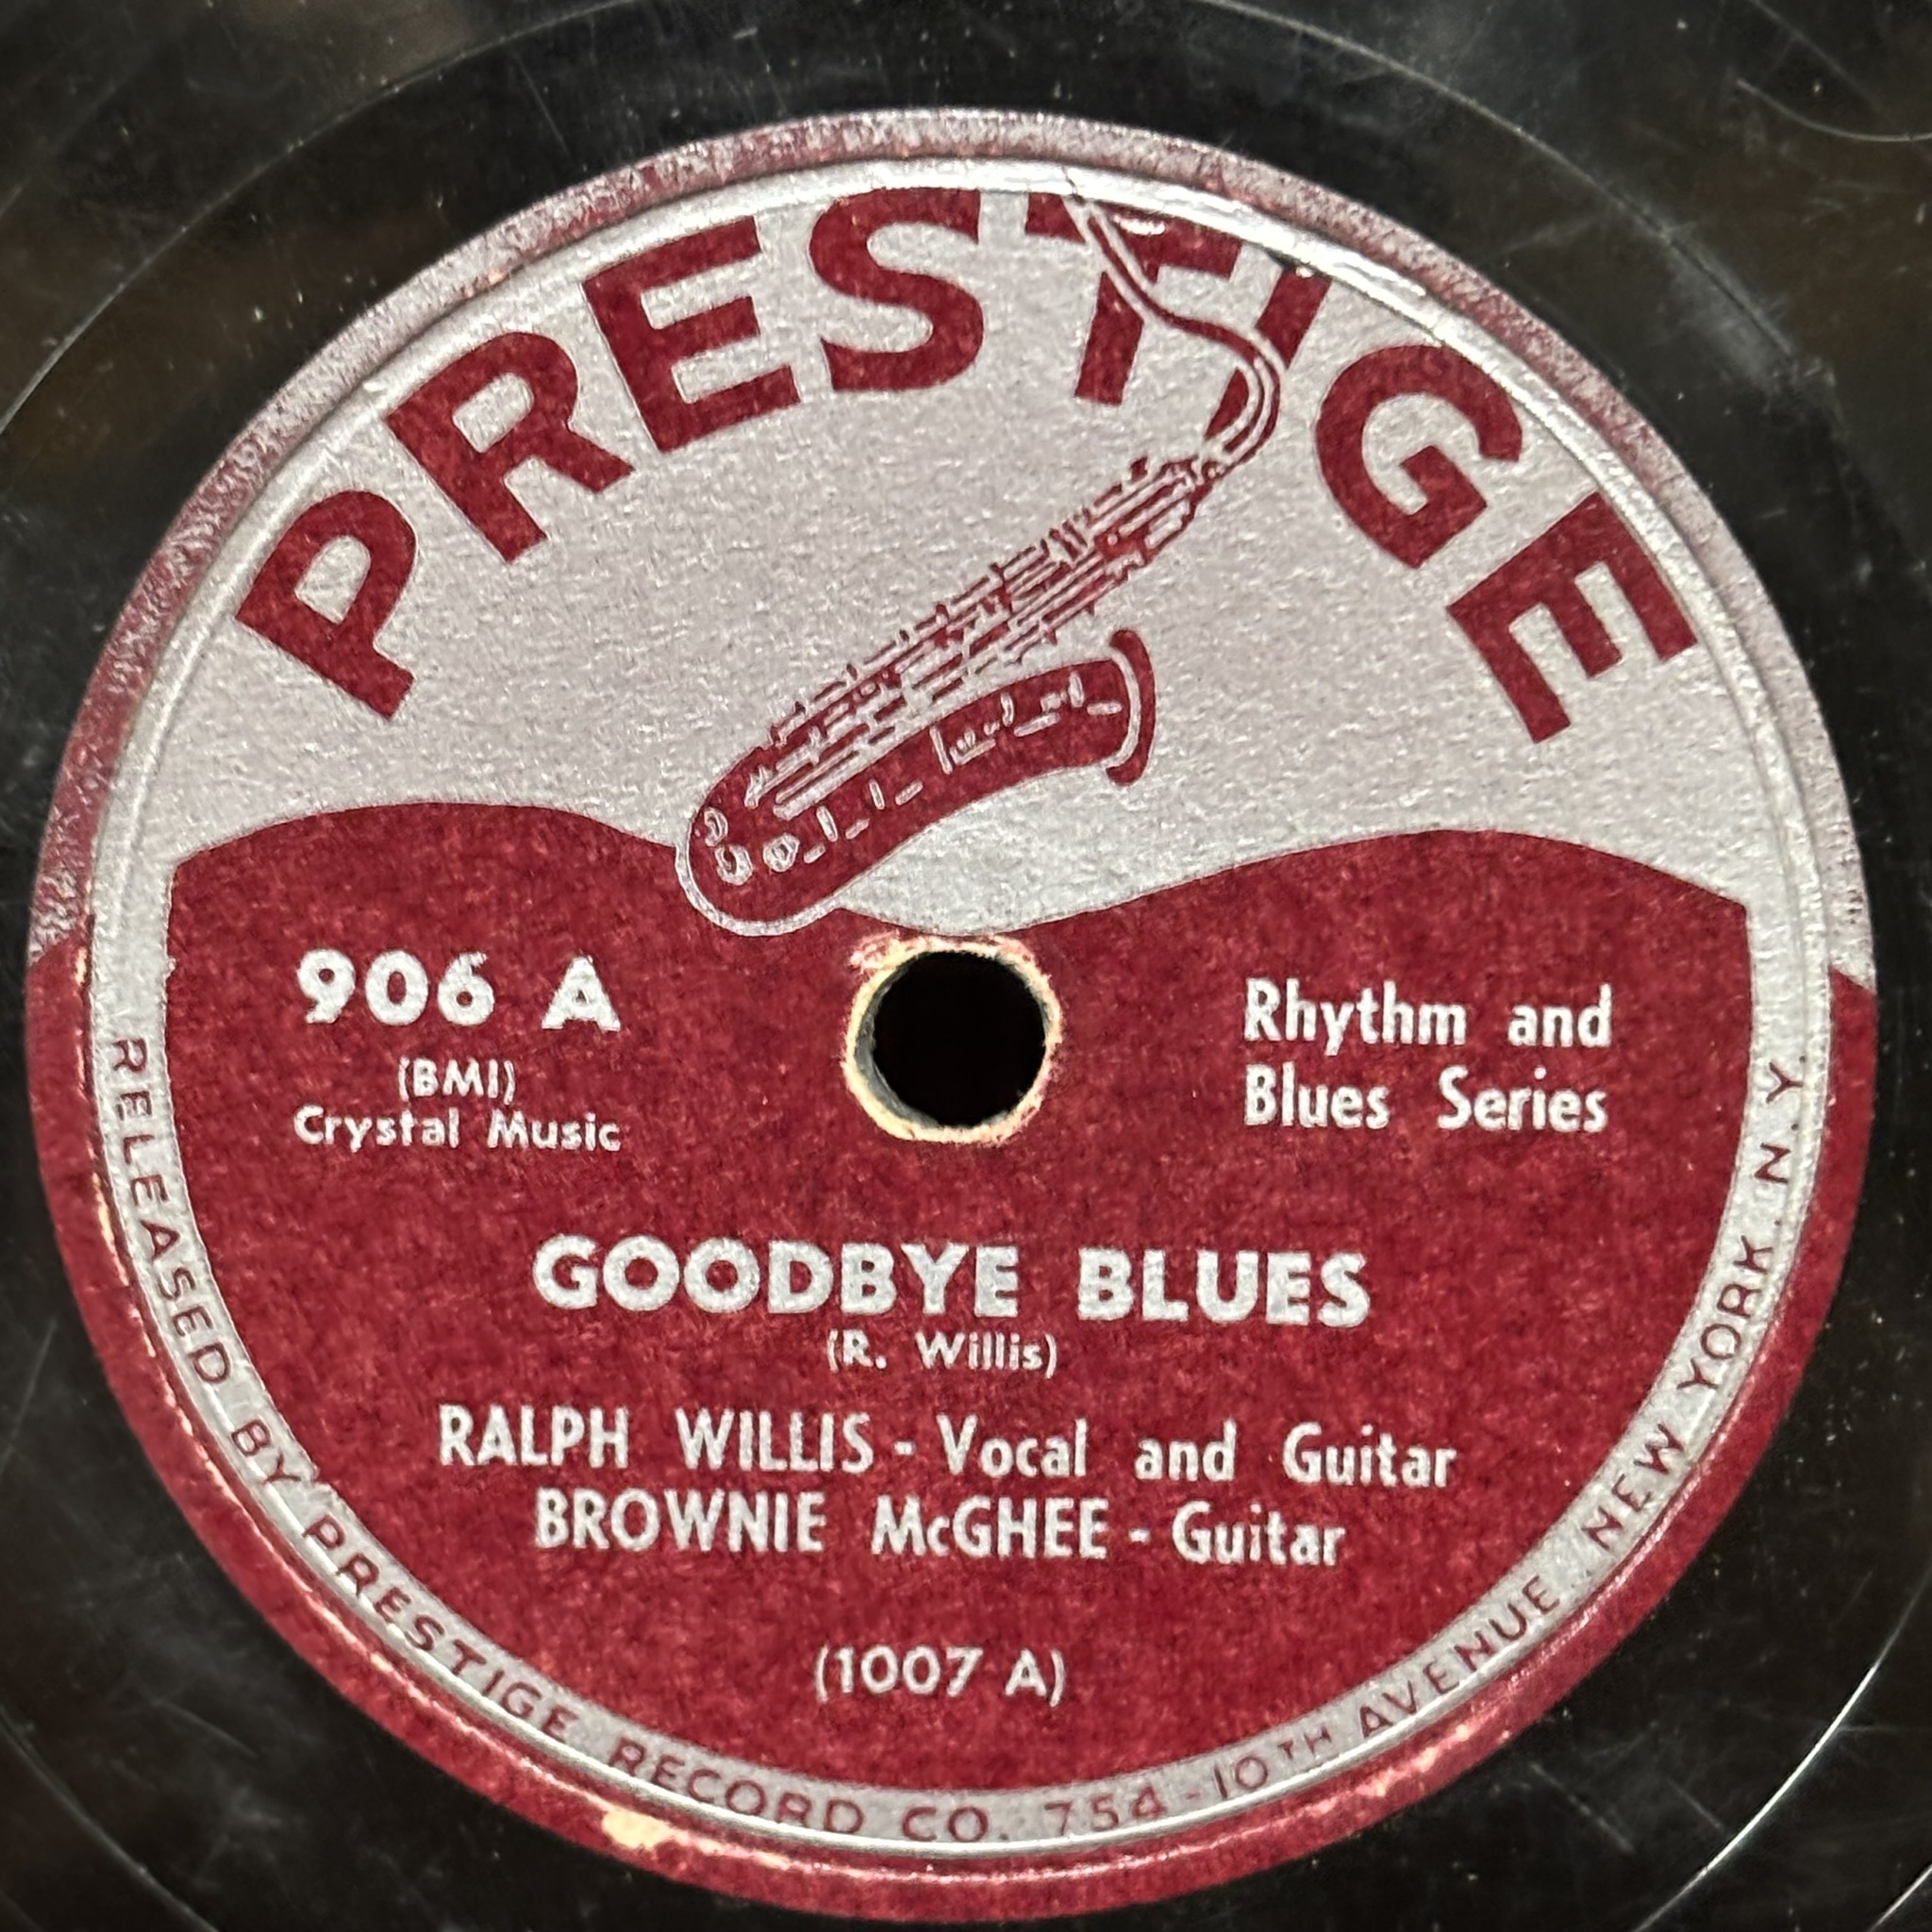 PRESTIGE
906 A
(BMI)
Crystal Music
Rhythm and
Blues Series
GOODBYE BLUES
(R. Willis)
RALPH WILLIS - Vocal and Guitar
BROWNIE McGHEE - Guitar
(1007 A)
RELEASED BY PRESTIGE RECORD CO. 754-10TH AVENUE NEW YORK. N.Y.